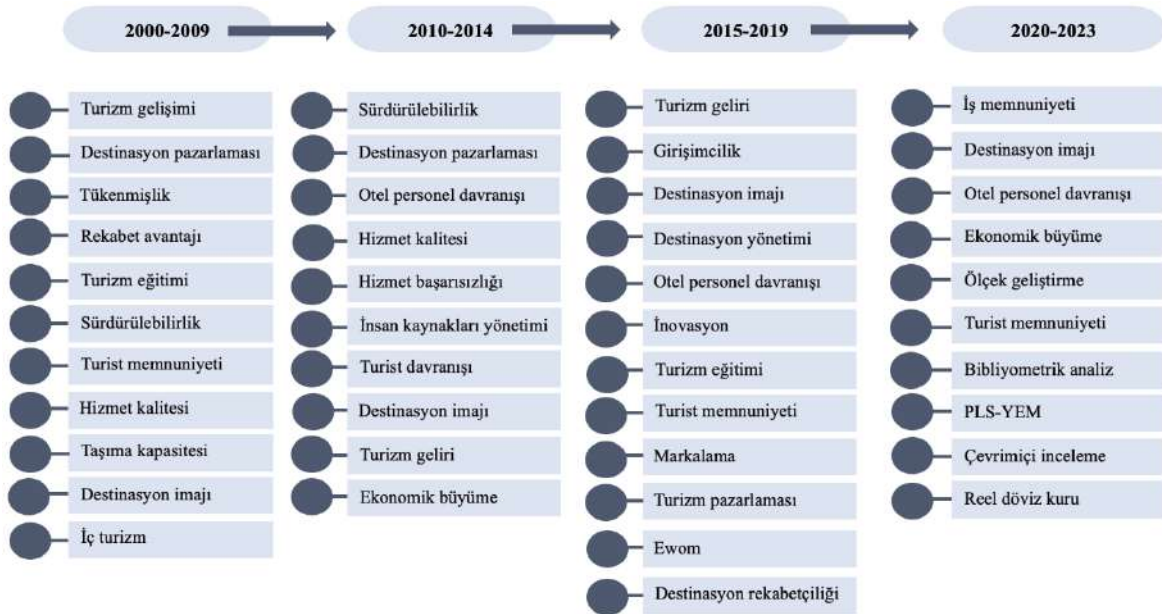 2000-2009
2010-2014
2015-2019
2020-2023
Turizm gelişimi
Destinasyon pazarlaması
Tükenmişlik
Rekabet avantajı
Turizm eğitimi
Sürdürülebilirlik
Turist memnuniyeti
Hizmet kalitesi
Taşıma kapasitesi
Destinasyon imajı
İç turizm
Sürdürülebilirlik
Destinasyon pazarlaması
Otel personel davranışı
Hizmet kalitesi
Hizmet başarısızlığı
İnsan kaynakları yönetimi
Turist davranışı
Destinasyon imajı
Turizm geliri
Ekonomik büyüme
Turizm geliri
Girişimcilik
Destinasyon imajı
Destinasyon yönetimi
Otel personel davranışı
İnovasyon
Turizm eğitimi
Turist memnuniyeti
Markalama
Turizm pazarlaması
Ewom
Destinasyon rekabetçiliği
İş memnuniyeti
Destinasyon imajı
Otel personel davranışı
Ekonomik büyüme
Ölçek geliştirme
Turist memnuniyeti
Bibliyometrik analiz
PLS-YEM
Çevrimiçi inceleme
Reel döviz kuru